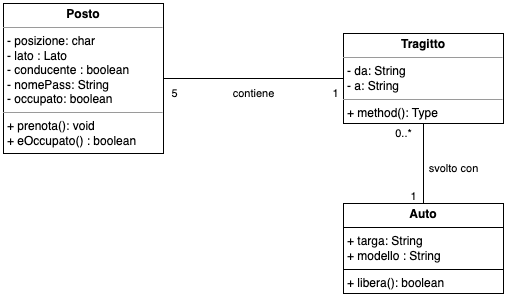 Posto
- posizione: char
- lato : Lato
- conducente : boolean
- nomePass: String
- occupato: boolean
+ prenota(): void
+ eOccupato() : boolean
5
contiene
1
Tragitto
- da: String
- a: String
+ method(): Type
0..*
svolto con
1
Auto
+ targa: String
+ modello : String
+ libera(): boolean